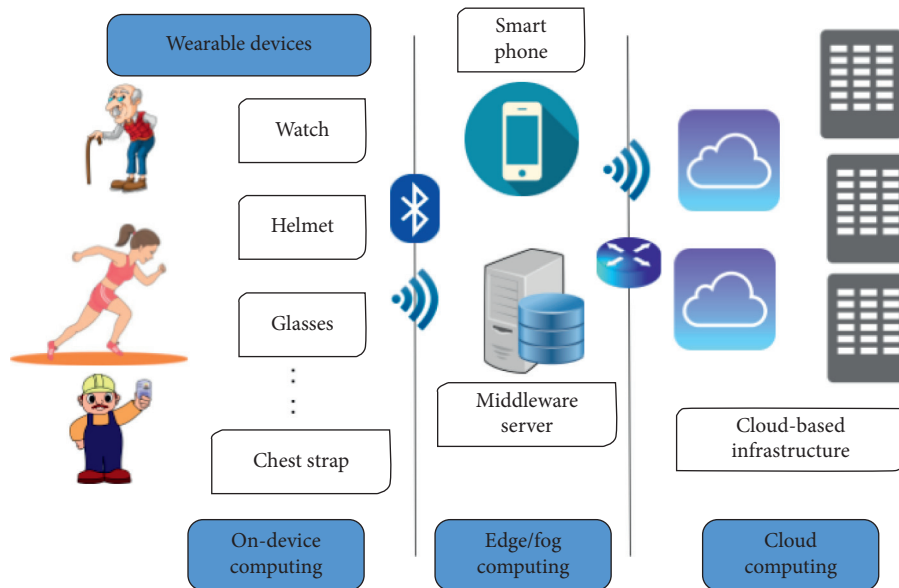 Wearable devices
Smart
phone
Watch
Helmet
Glasses
Chest strap
Middleware
server
Cloud-based
infrastructure
On-device
computing
Edge/fog
computing
Cloud
computing